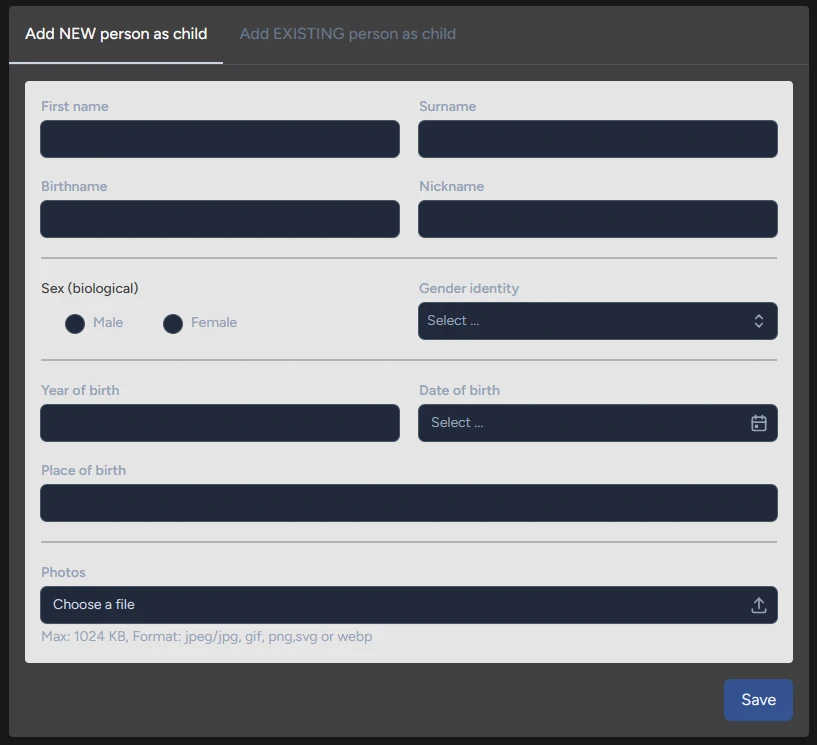 Add NEW person as child Add EXISTING person as child
First name Surname
Birthname Nickname
Sex (biological) Gender identity
Male Female Select ...
Year of birth Date of birth
Select ...
Place of birth
Photos
Choose a file
Max: 1024 KB, Format: jpeg/jpg, gif, png,svg or webp
Save